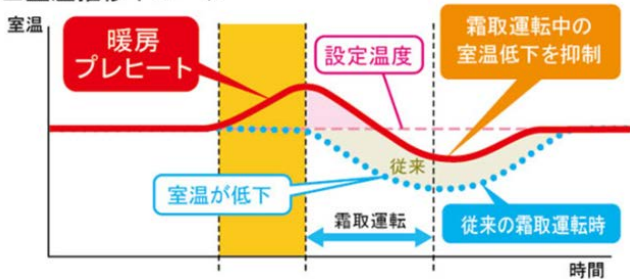 室温
暖房
プレヒート
設定温度
霜取運転中の
室温低下を抑制
従来
室温が低下
霜取運転
従来の霜取運転時
時間